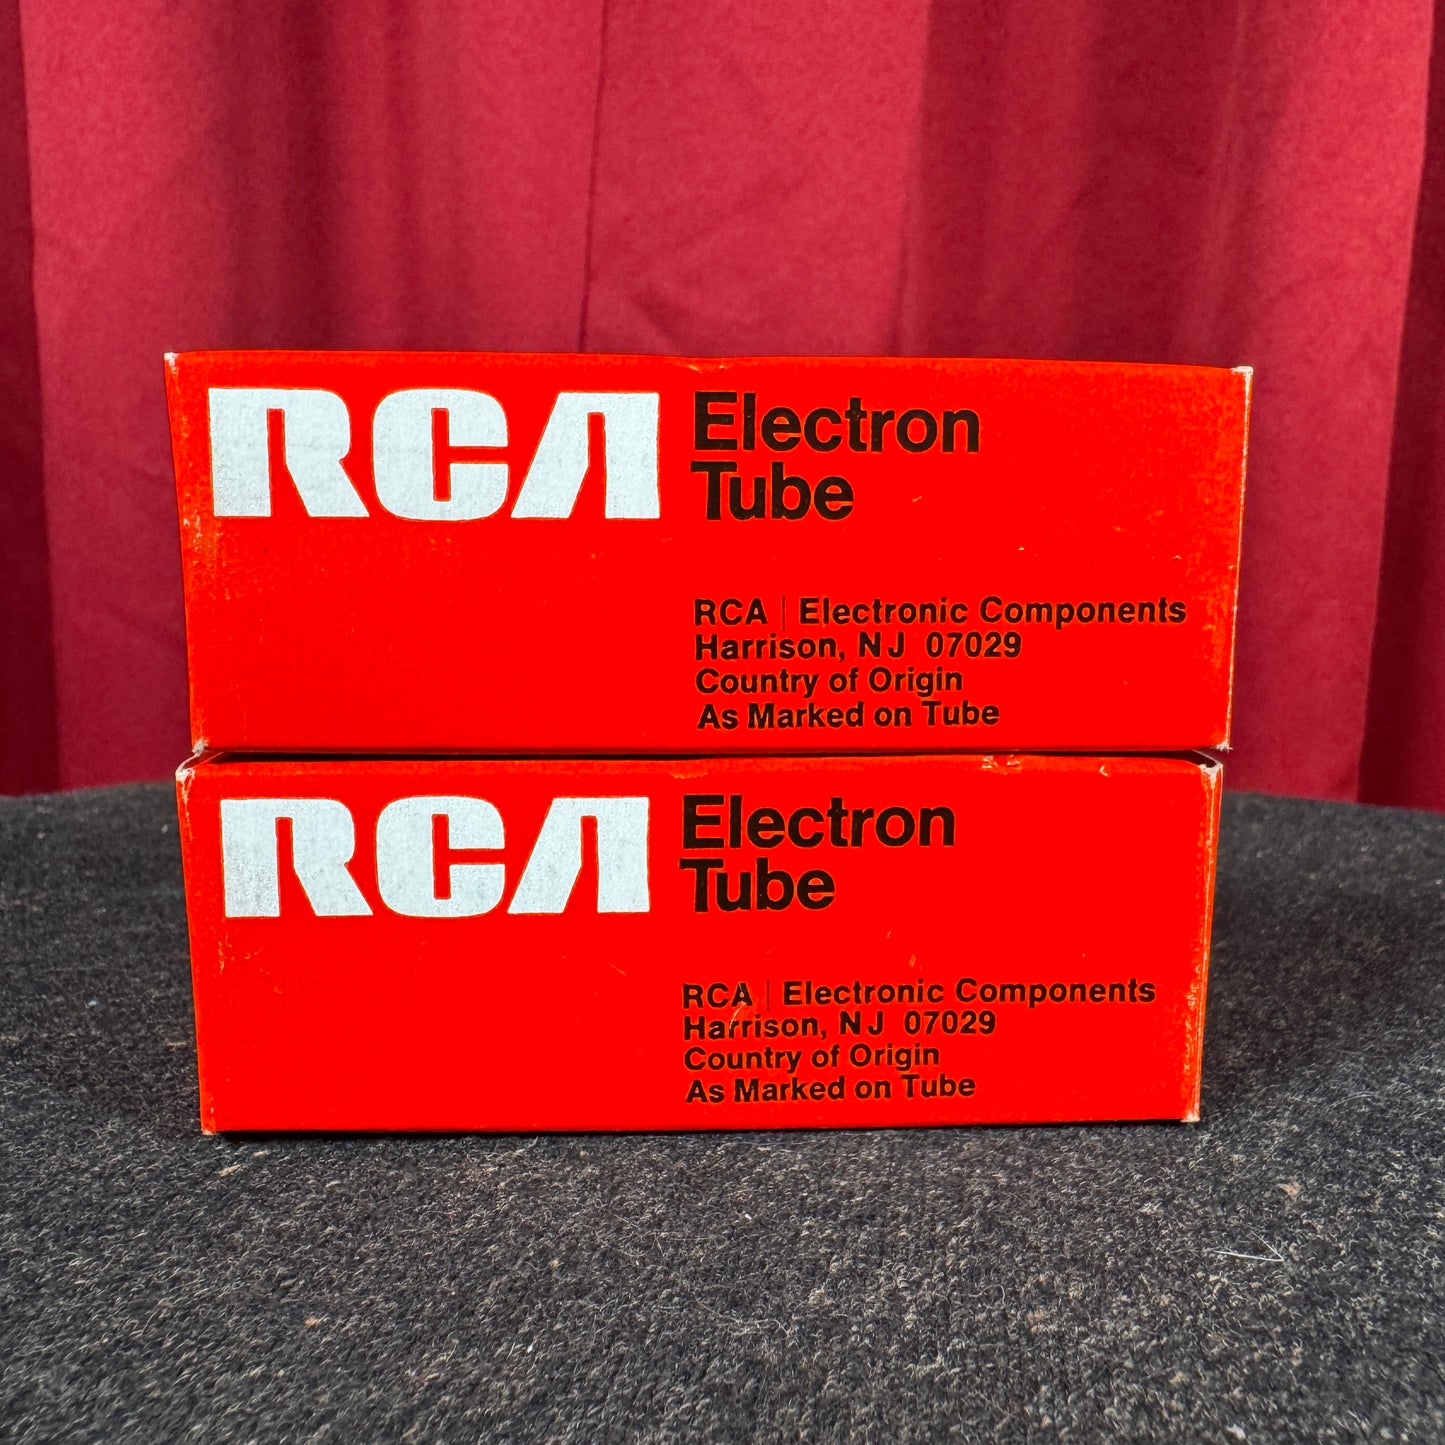 RCA Electron
Tube
RCA | Electronic Components
Harrison, NJ 07029
Country of Origin
As Marked on Tube
RCA Electron
Tube
RCA | Electronic Components
Harrison, NJ 07029
Country of Origin
As Marked on Tube